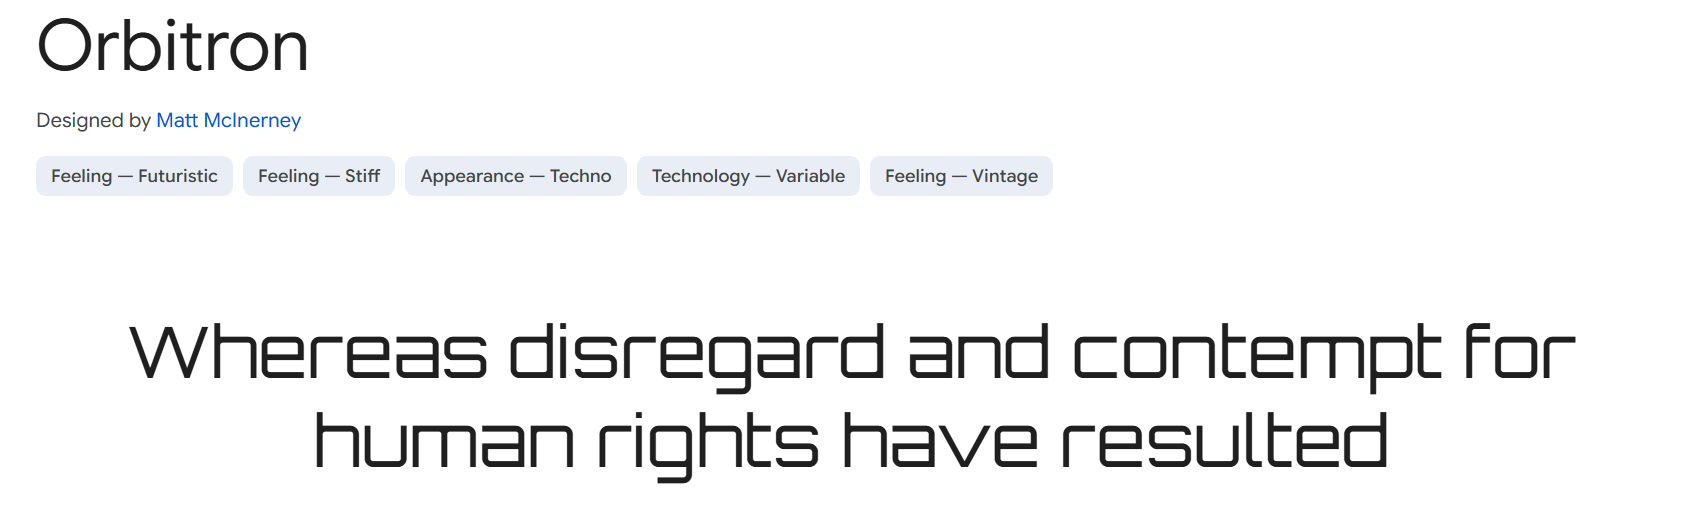 Orbitron
Designed by Matt McInerney
Feeling — Futuristic Feeling — Stiff Appearance — Techno Technology — Variable Feeling — Vintage
Whereas disregard and contempt for
human rights have resulted